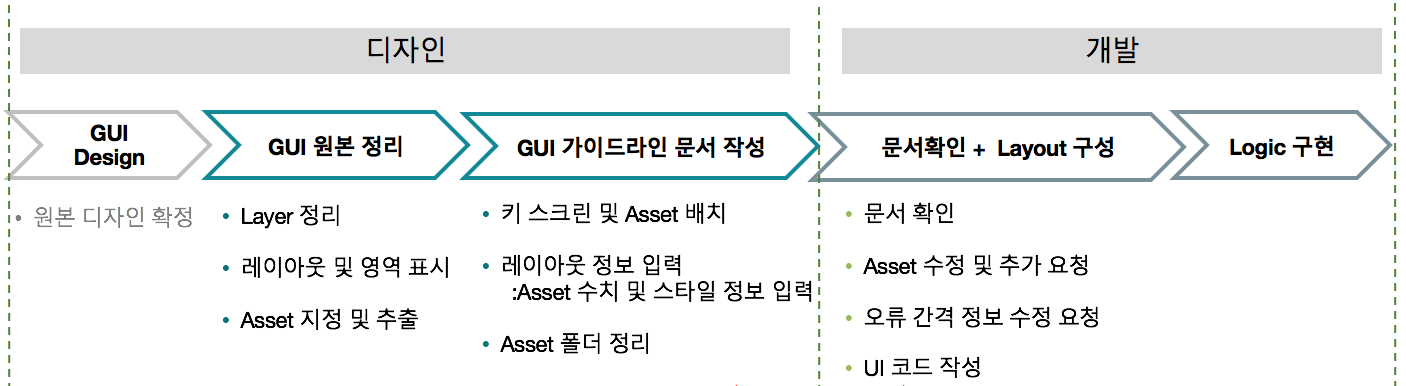 디자인
개발
GUI
Design
GUI 원본 정리
GUI 가이드라인 문서 작성
문서확인 + Layout 구성
Logic 구현
• 원본 디자인 확정
• Layer 정리
• 레이아웃 및 영역 표시
• Asset 지정 및 추출
• 키 스크린 및 Asset 배치
• 레이아웃 정보 입력
:Asset 수치 및 스타일 정보 입력
• Asset 폴더 정리
• 문서 확인
• Asset 수정 및 추가 요청
• 오류 간격 정보 수정 요청
• UI 코드 작성